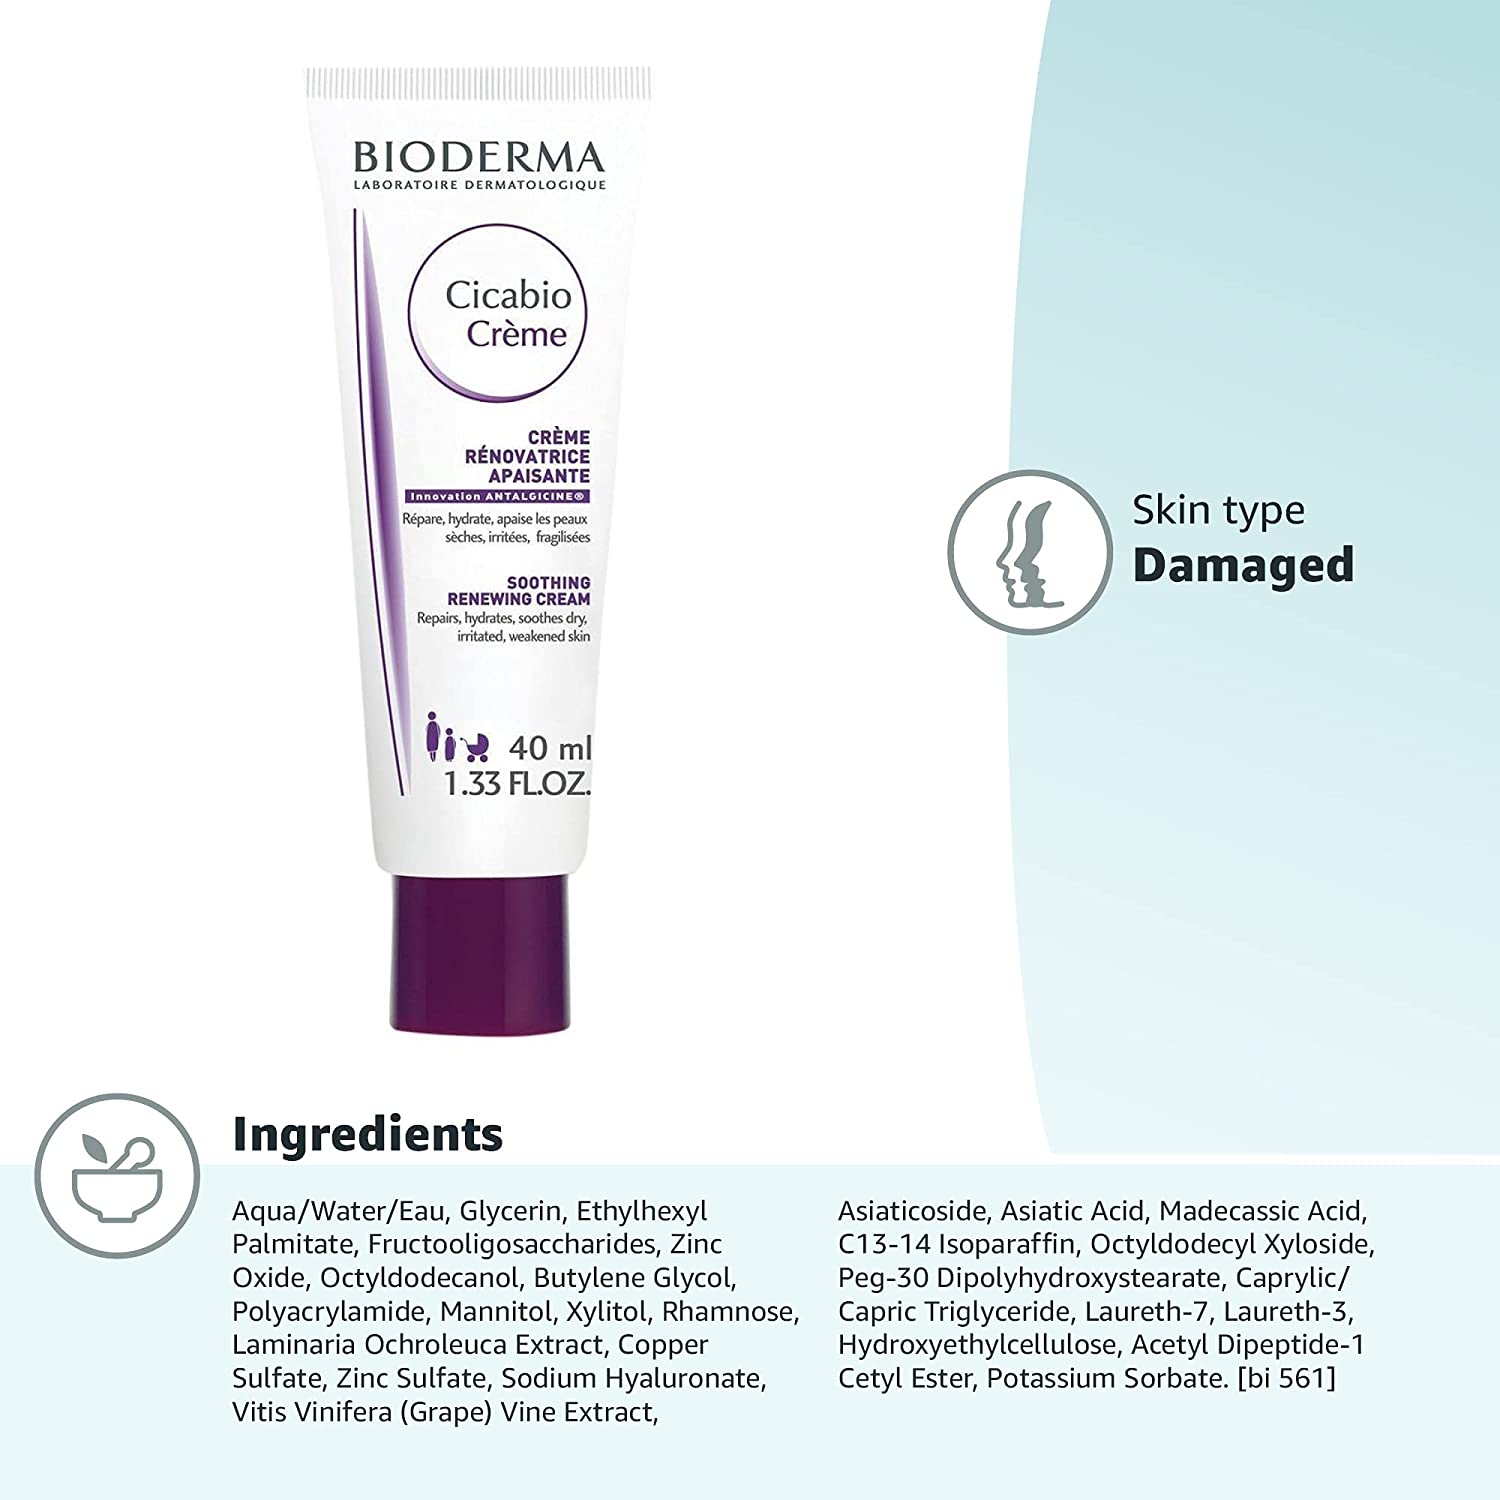 BIODERMA
LABORATOIRE DERMATOLOGIQUE
Cicabio
Crème
CRÈME
RÉNOVATRICE
APAISANTE
Innovation ANTALGICINE®
Répare, hydrate, apaise les peaux
sèches, irritées, fragilisées
SOOTHING
RENEWING CREAM
Repairs, hydrates, soothes dry,
irritated, weakened skin
40 ml
1.33 FL.OZ.
Skin type
Damaged
Ingredients
Aqua/Water/Eau, Glycerin, Ethylhexyl
Palmitate, Fructooligosaccharides, Zinc
Oxide, Octyldodecanol, Butylene Glycol,
Polyacrylamide, Mannitol, Xylitol, Rhamnose,
Laminaria Ochroleuca Extract, Copper
Sulfate, Zinc Sulfate, Sodium Hyaluronate,
Vitis Vinifera (Grape) Vine Extract,
Asiaticoside, Asiatic Acid, Madecassic Acid,
C13-14 Isoparaffin, Octyldodecyl Xyloside,
Peg-30 Dipolyhydroxystearate, Caprylic/
Capric Triglyceride, Laureth-7, Laureth-3,
Hydroxyethylcellulose, Acetyl Dipeptide-1
Cetyl Ester, Potassium Sorbate. [bi 561]